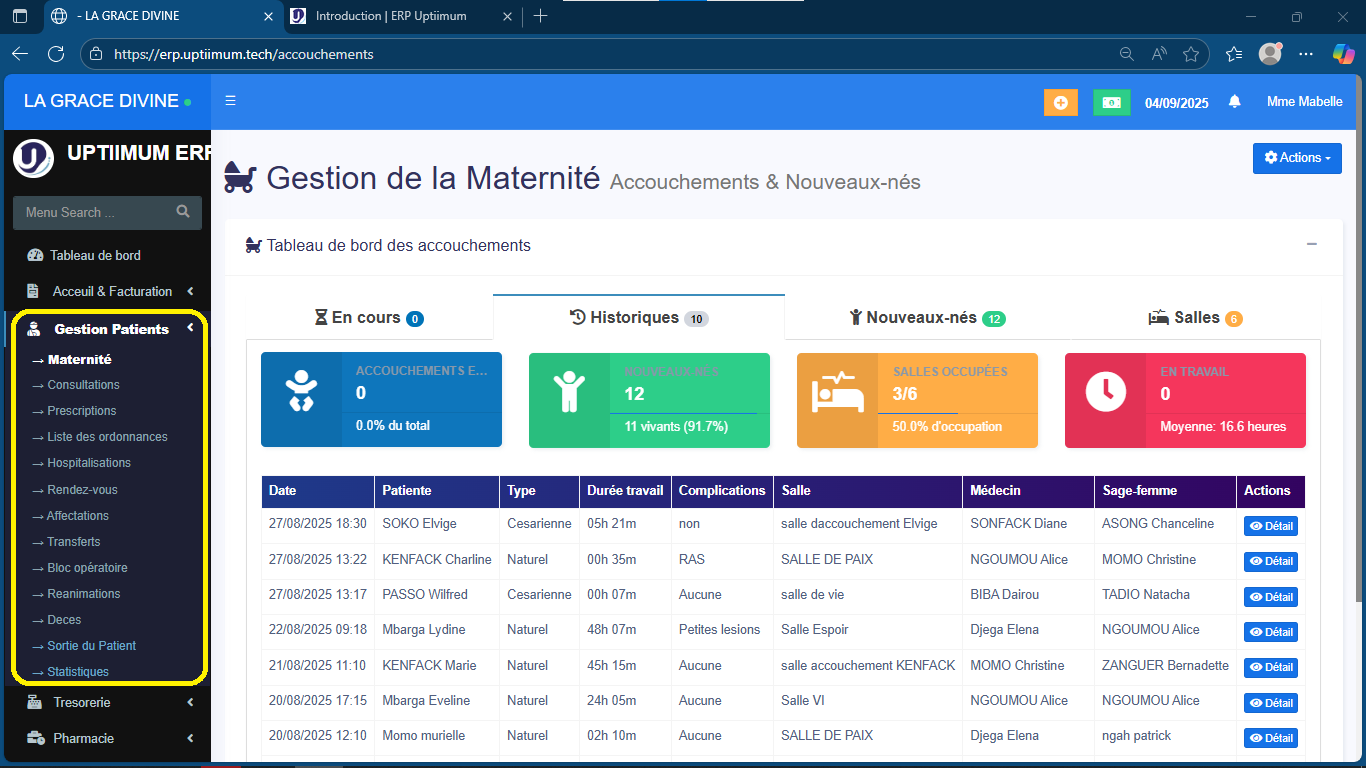 - LA GRACE DIVINE
Introduction | ERP Uptiimum
https://erp.uptiimum.tech/accouchements
LA GRACE DIVINE
04/09/2025
Mme Mabelle
UPTIIMUM ERP
Menu Search ...
Tableau de bord
Acceuil & Facturation
Gestion Patients
→ Maternité
→ Consultations
→ Prescriptions
→ Liste des ordonnances
→ Hospitalisations
→ Rendez-vous
→ Affectations
→ Transferts
→ Bloc opératoire
→ Reanimations
→ Deces
→ Sortie du Patient
→ Statistiques
Tresorerie
Pharmacie
Actions
Gestion de la Maternité Accouchements & Nouveaux-nés
Tableau de bord des accouchements
En cours 0
Historiques 10
Nouveaux-nés 12
Salles 6
ACCOUCHEMENTS E...
0
0.0% du total
NOUVEAUX-NÉS
12
11 vivants (91.7%)
SALLES OCCUPÉES
3/6
50.0% d'occupation
EN TRAVAIL
0
Moyenne: 16.6 heures
Date Patiente Type Durée travail Complications Salle Médecin Sage-femme Actions
27/08/2025 18:30 SOKO Elvige Cesarienne 05h 21m non salle daccouchement Elvige SONFACK Diane ASONG Chanceline Détail
27/08/2025 13:22 KENFACK Charline Naturel 00h 35m RAS SALLE DE PAIX NGOUMOU Alice MOMO Christine Détail
27/08/2025 13:17 PASSO Wilfred Cesarienne 00h 07m Aucune salle de vie BIBA Dairou TADIO Natacha Détail
22/08/2025 09:18 Mbarga Lydine Naturel 48h 07m Petites lesions Salle Espoir Djega Elena NGOUMOU Alice Détail
21/08/2025 11:10 KENFACK Marie Naturel 45h 15m Aucune salle accouchement KENFACK MOMO Christine ZANGUER Bernadette Détail
20/08/2025 17:15 Mbarga Eveline Naturel 24h 05m Aucune Salle VI NGOUMOU Alice NGOUMOU Alice Détail
20/08/2025 12:10 Momo murielle Naturel 02h 10m Aucune SALLE DE PAIX Djega Elena ngah patrick Détail